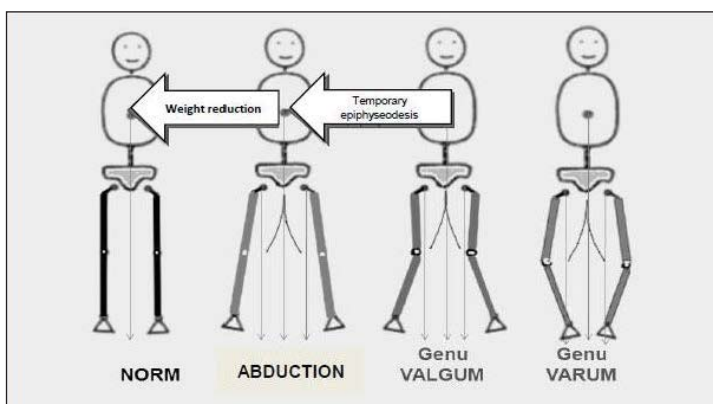 Weight reduction
Temporary
epiphyseodesis
NORM
ABDUCTION
Genu
VALGUM
Genu
VARUM